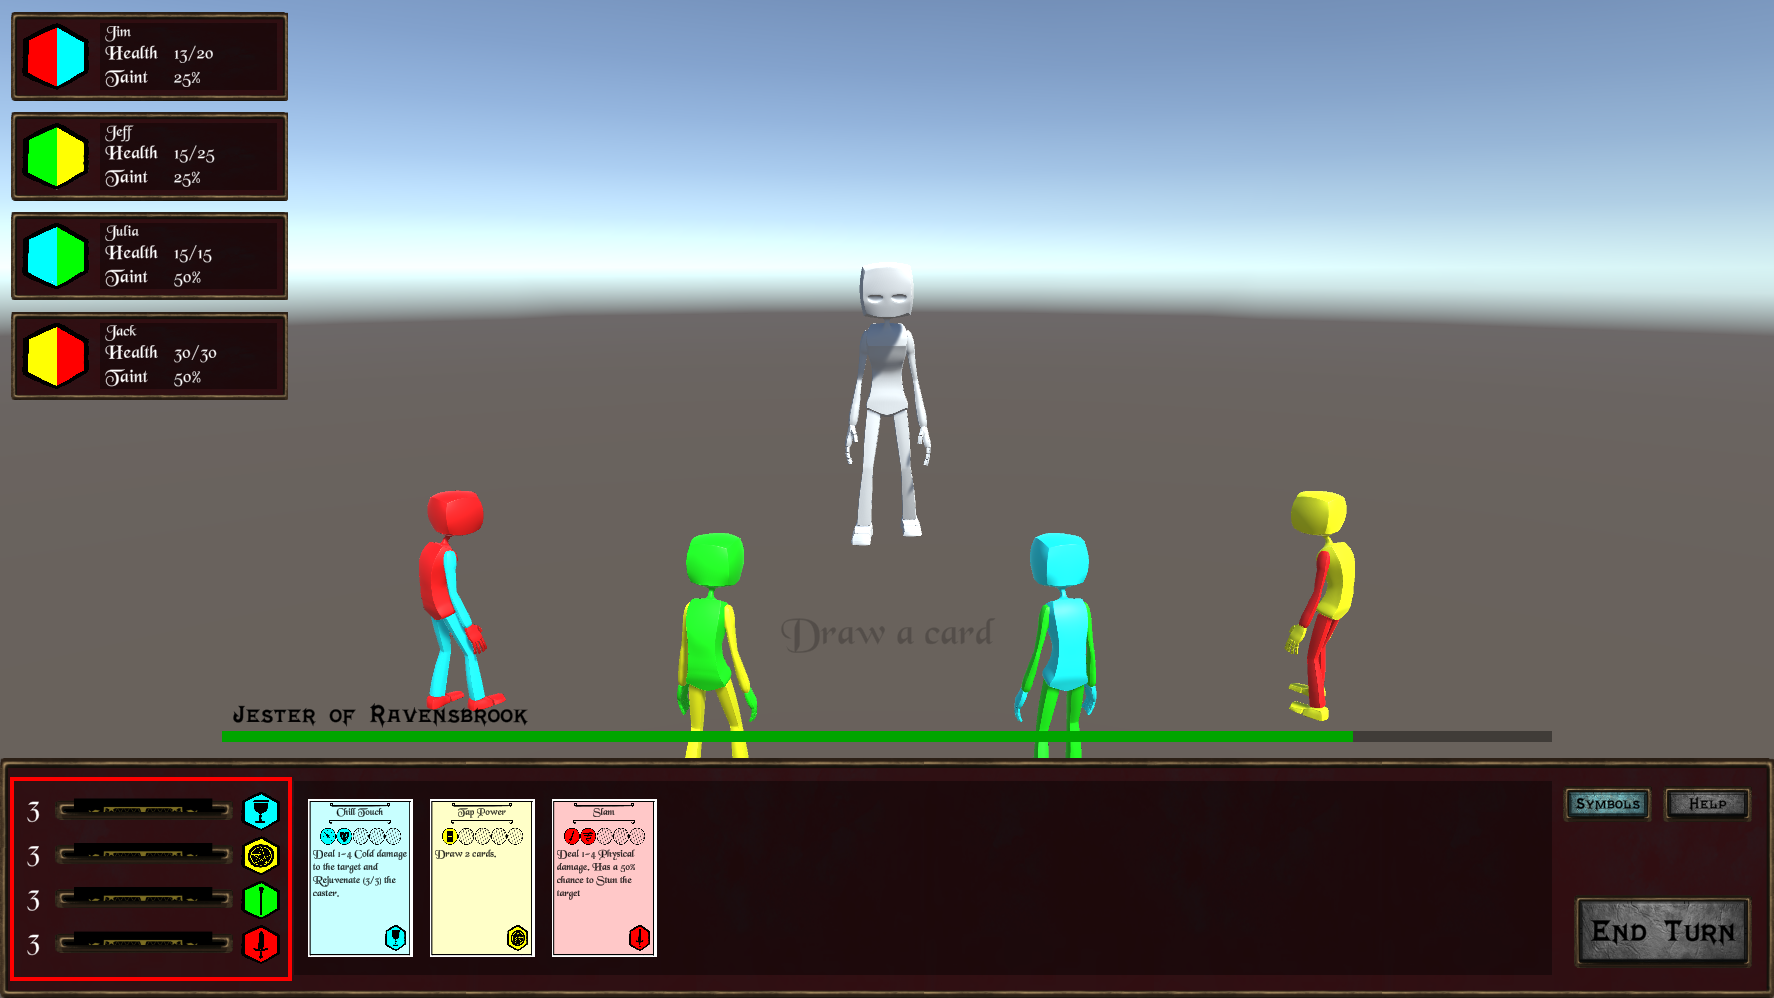 Jim
Health 13/20
Taint 25%
Jeff
Health 15/25
Taint 25%
Julia
Health 15/15
Taint 50%
Jack
Health 30/30
Taint 50%
Draw a card
Jester of Ravensbrook
3
3
3
3
Chill Touch
Deal 1-4 Cold damage
to the target and
Rejuvenate (3/3) the
caster.
Tap Power
Draw 2 cards.
Slam
Deal 1-4 Physical
damage. Has a 50%
chance to Stun the
target
Symbols
Help
End Turn